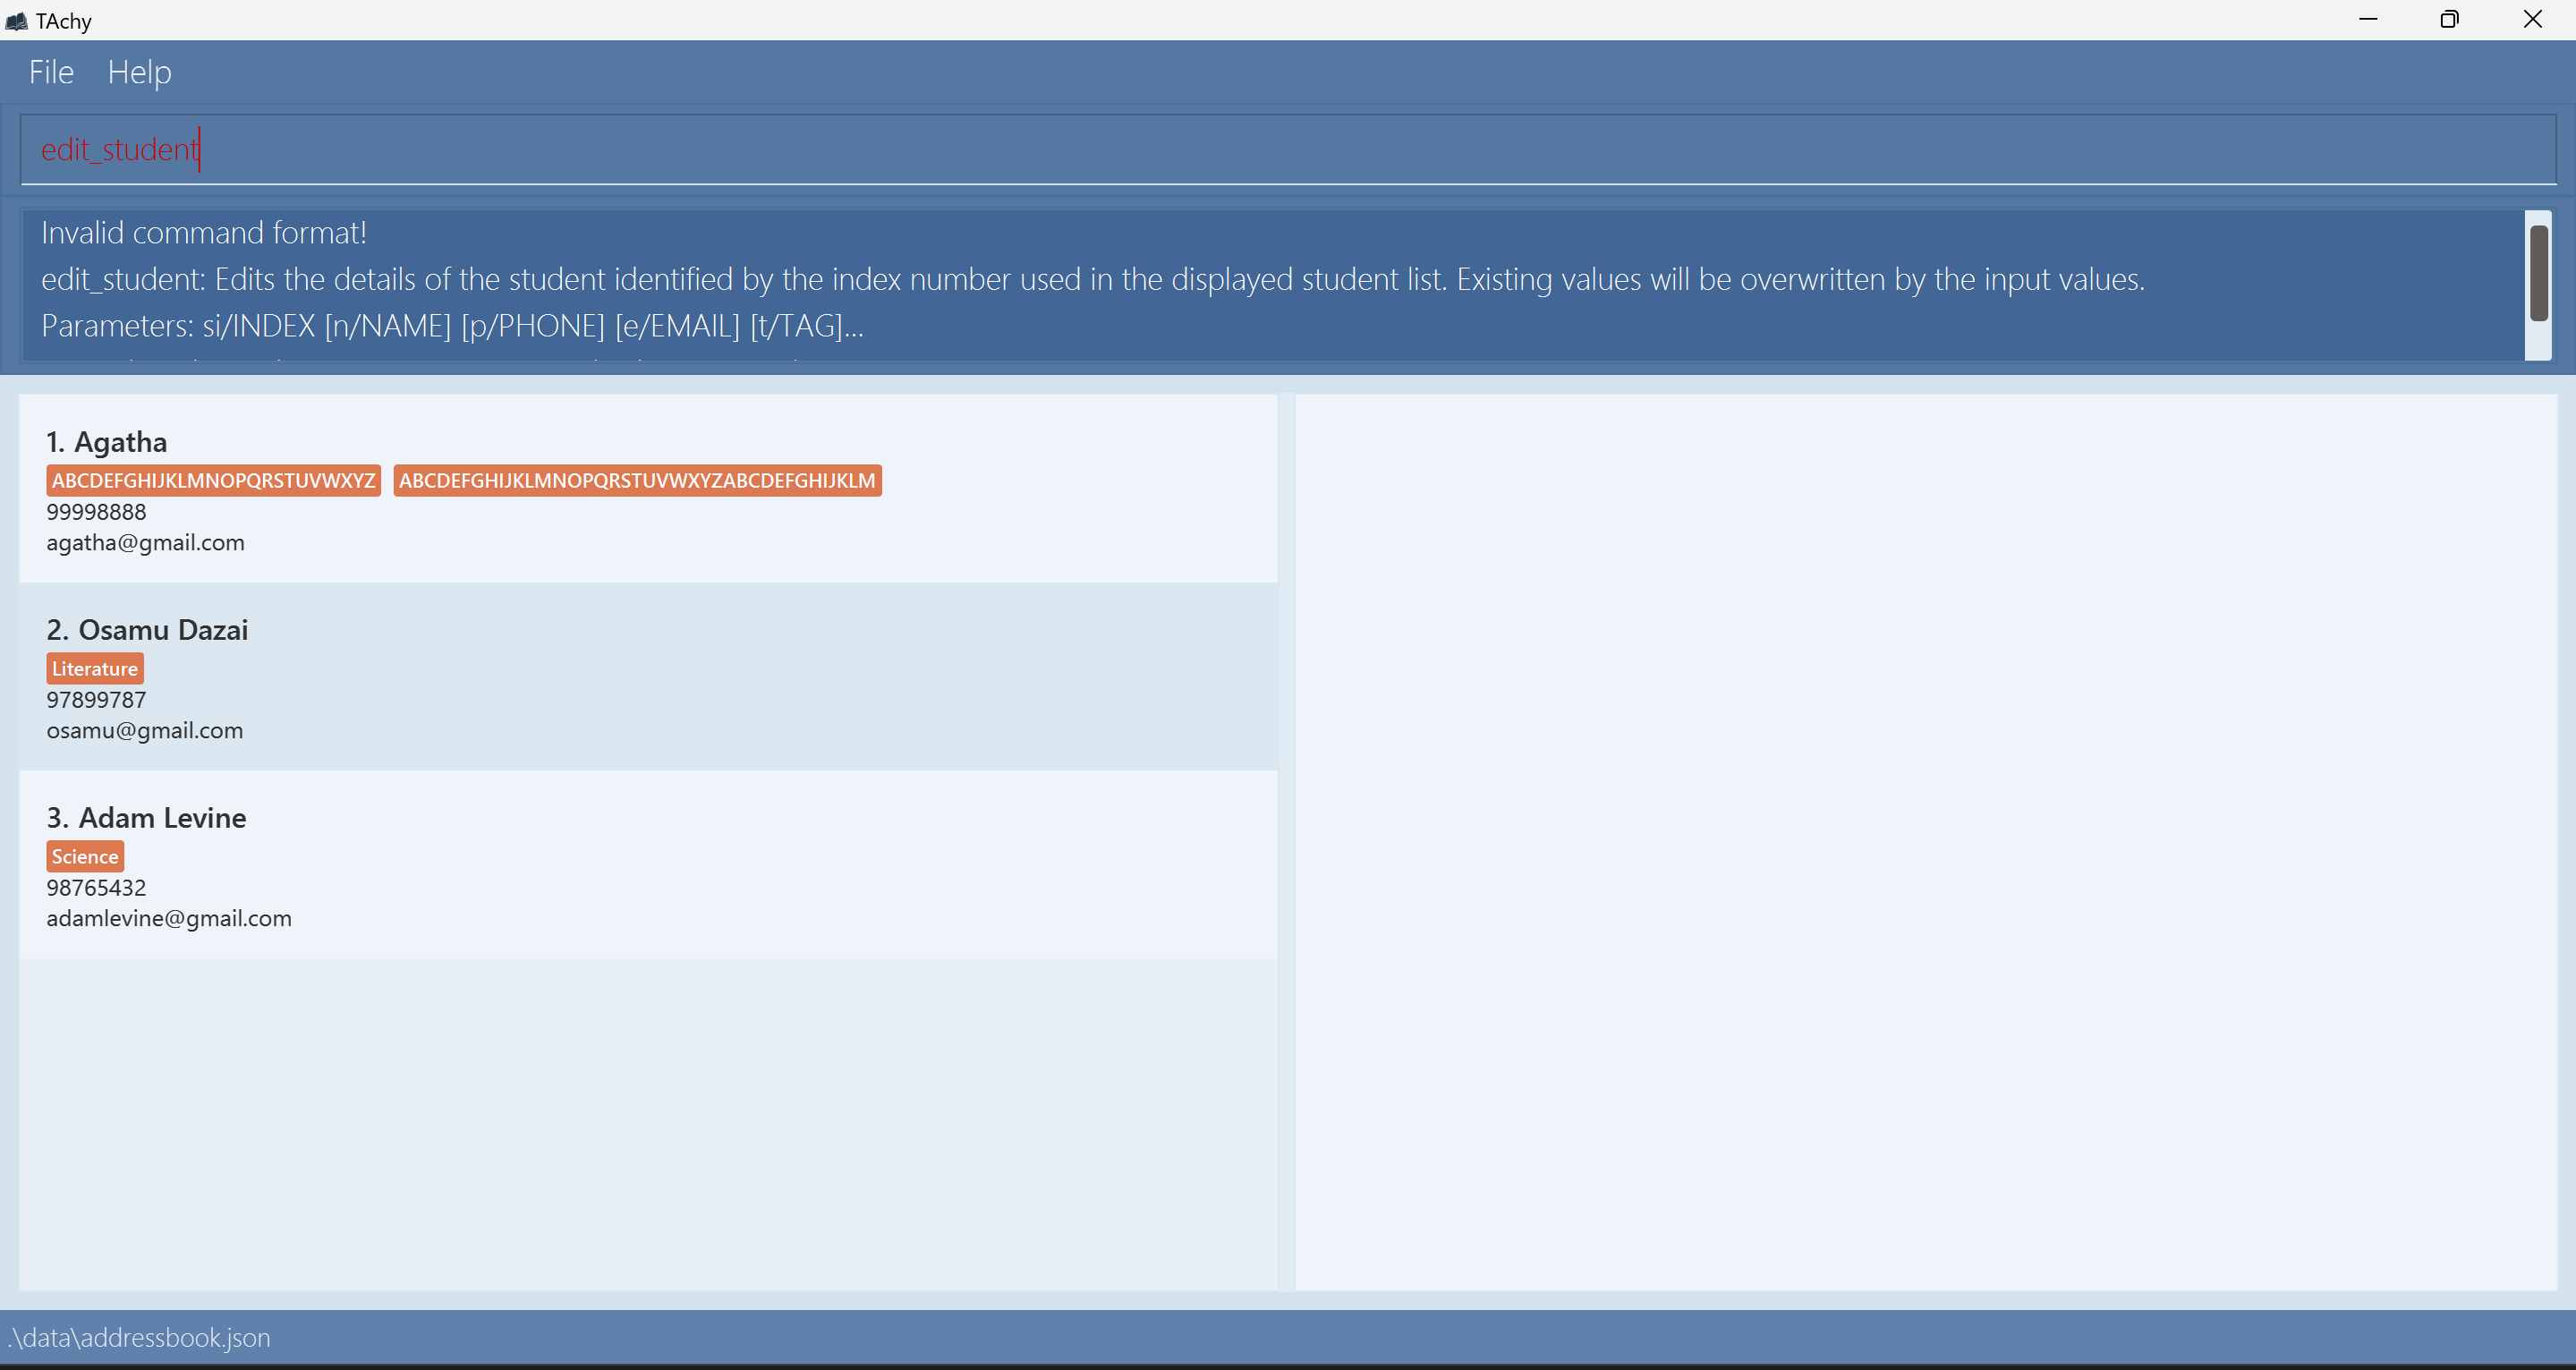 TAchy
File Help
edit_student
Invalid command format!
edit_student: Edits the details of the student identified by the index number used in the displayed student list. Existing values will be overwritten by the input values.
Parameters: si/INDEX [n/NAME] [p/PHONE] [e/EMAIL] [t/TAG]...
1. Agatha
ABCDEFGHIJKLMNOPQRSTUVWXYZ ABCDEFGHIJKLMNOPQRSTUVWXYZABCDEFGHIJKLM
99998888
agatha@gmail.com
2. Osamu Dazai
Literature
97899787
osamu@gmail.com
3. Adam Levine
Science
98765432
adamlevine@gmail.com
.\data\addressbook.json